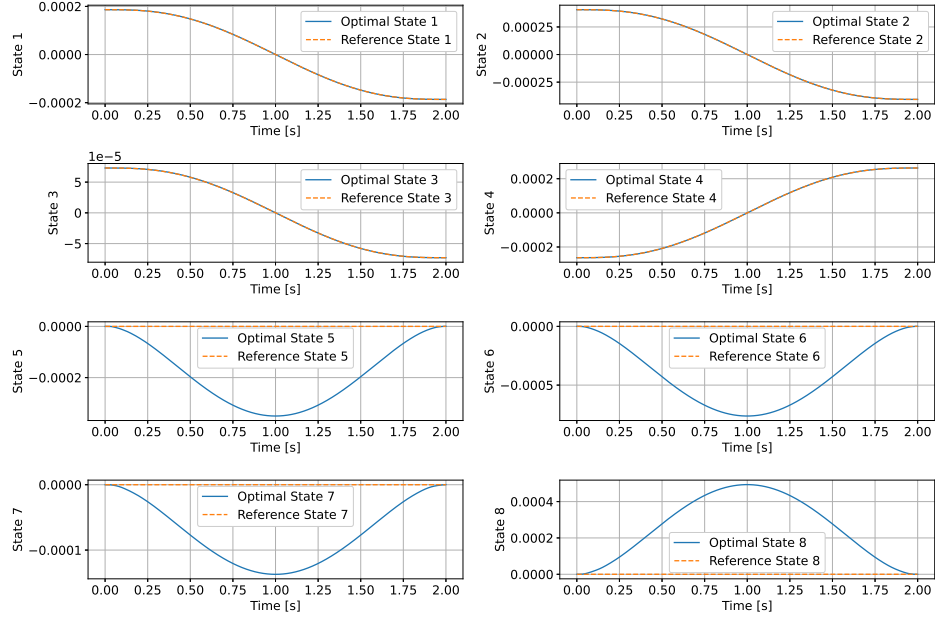 State 1
0.0002
0.0000
−0.0002
Optimal State 1
Reference State 1
0.00 0.25 0.50 0.75 1.00 1.25 1.50 1.75 2.00
Time [s]
State 2
0.00025
0.00000
−0.00025
Optimal State 2
Reference State 2
0.00 0.25 0.50 0.75 1.00 1.25 1.50 1.75 2.00
Time [s]
1e−5
State 3
5
0
−5
Optimal State 3
Reference State 3
0.00 0.25 0.50 0.75 1.00 1.25 1.50 1.75 2.00
Time [s]
State 4
0.0002
0.0000
−0.0002
Optimal State 4
Reference State 4
0.00 0.25 0.50 0.75 1.00 1.25 1.50 1.75 2.00
Time [s]
State 5
0.0000
−0.0002
Optimal State 5
Reference State 5
0.00 0.25 0.50 0.75 1.00 1.25 1.50 1.75 2.00
Time [s]
State 6
0.0000
−0.0005
Optimal State 6
Reference State 6
0.00 0.25 0.50 0.75 1.00 1.25 1.50 1.75 2.00
Time [s]
State 7
0.0000
−0.0001
Optimal State 7
Reference State 7
0.00 0.25 0.50 0.75 1.00 1.25 1.50 1.75 2.00
Time [s]
State 8
0.0004
0.0002
0.0000
Optimal State 8
Reference State 8
0.00 0.25 0.50 0.75 1.00 1.25 1.50 1.75 2.00
Time [s]